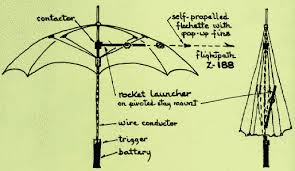 contactor
self-propelled
flechette with
pop-up fins
flightpath
Z-188
rocket launcher
on pivoted stay mount
wire conductor
trigger
battery